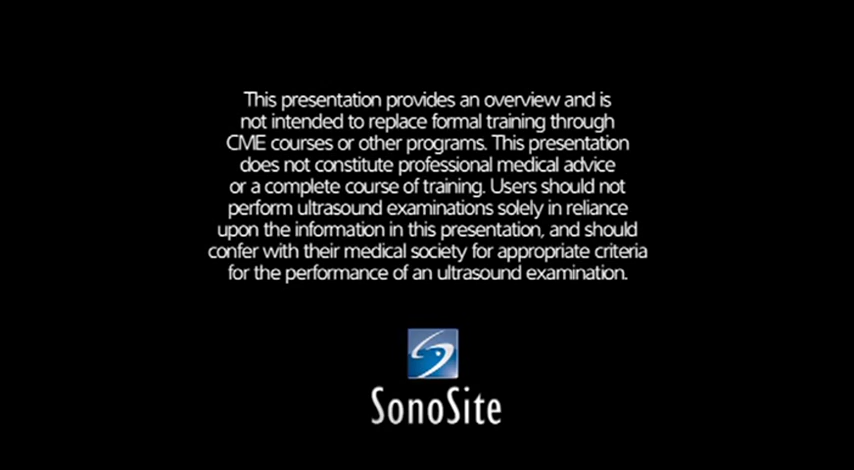 This presentation provides an overview and is
not intended to replace formal training through
CME courses or other programs. This presentation
does not constitute professional medical advice
or a complete course of training. Users should not
perform ultrasound examinations solely in reliance
upon the information in this presentation, and should
confer with their medical society for appropriate criteria
for the performance of an ultrasound examination.
SonoSite